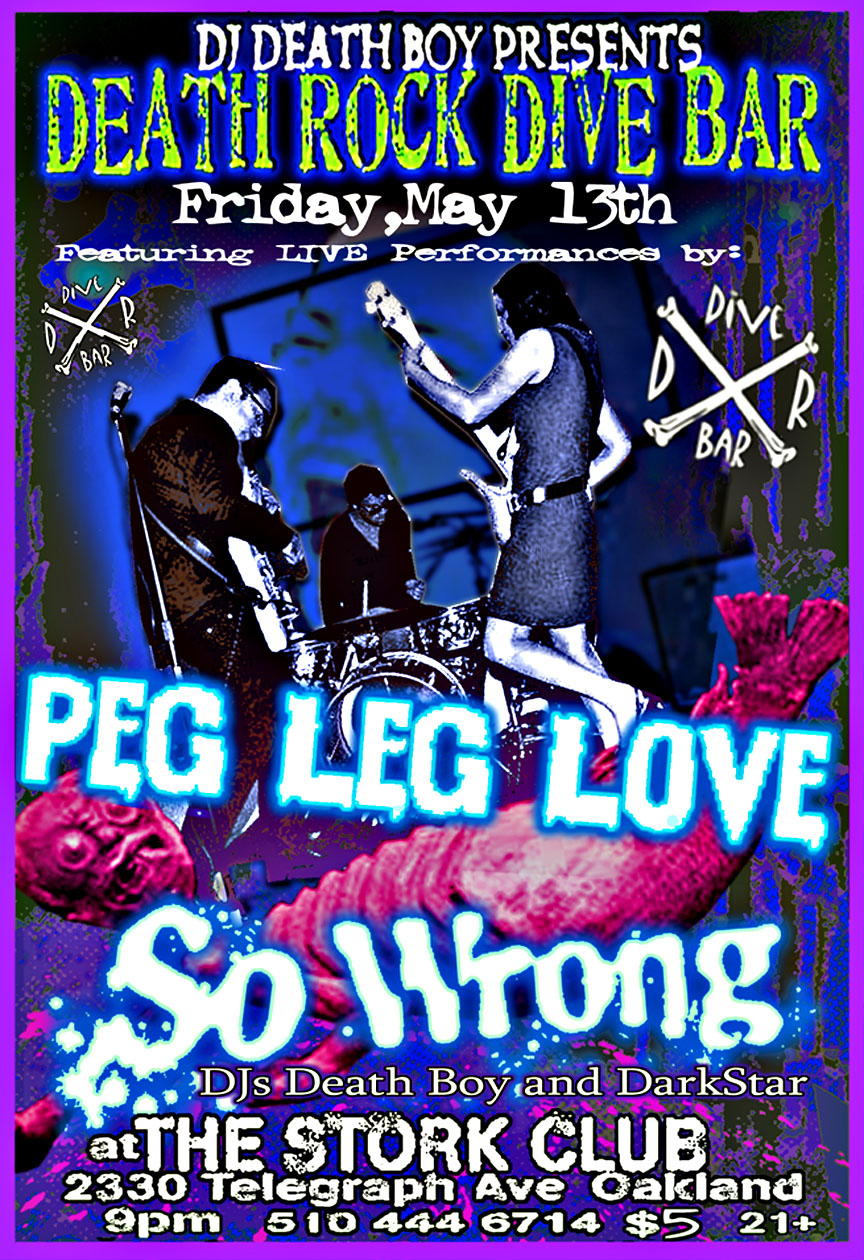 DJ DEATH BOY PRESENTS
DEATH ROCK DIVE BAR
Friday,May 13th
Featuring LIVE Performances by:
DIVE
D R
BAR
DiVE
D R
BAR
PEG LEG LOVE
So Wrong
DJs Death Boy and DarkStar
at THE STORK CLUB
2330 Telegraph Ave Oakland
9pm 510 444 6714 $5 21+